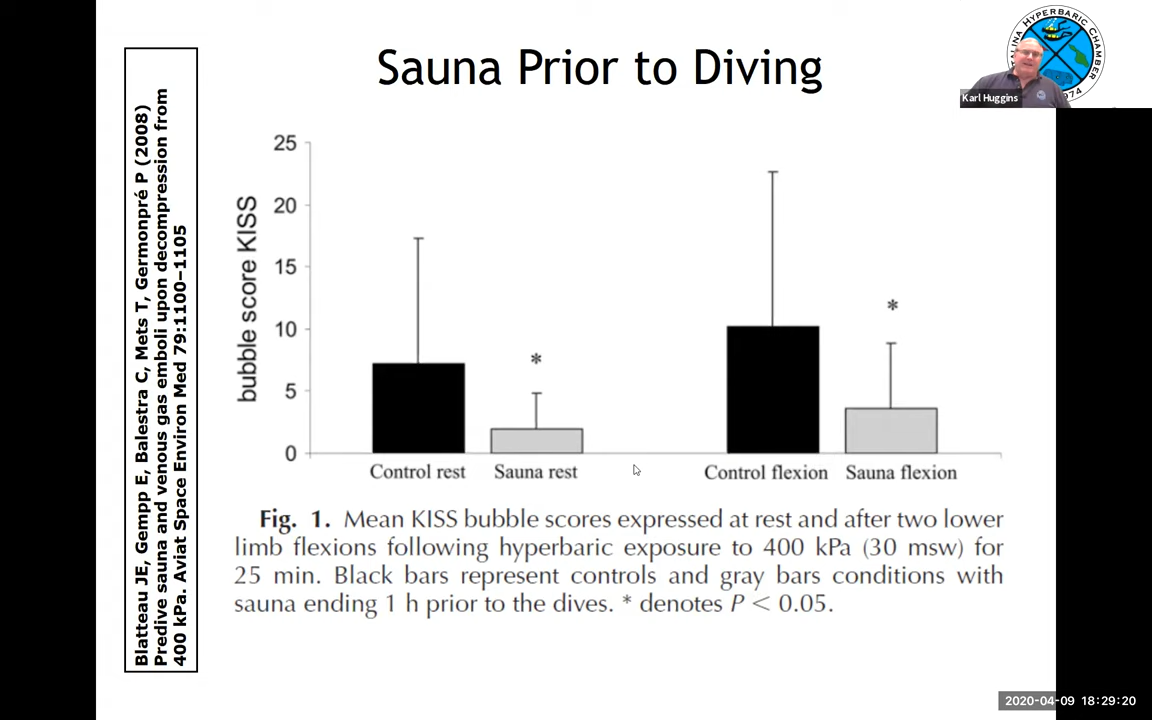 Sauna Prior to Diving
Blatteau JE, Gempp E, Balestra C, Mets T, Germonpré P (2008)
Predive sauna and venous gas emboli upon decompression from
400 kPa. Aviat Space Environ Med 79:1100–1105
HYPERBARIC CHAMBER
Karl Huggins
bubble score KISS
25
20
15
10
5
0
*
*
Control rest
Sauna rest
Control flexion
Sauna flexion
Fig. 1. Mean KISS bubble scores expressed at rest and after two lower
limb flexions following hyperbaric exposure to 400 kPa (30 msw) for
25 min. Black bars represent controls and gray bars conditions with
sauna ending 1 h prior to the dives. * denotes P < 0.05.
2020-04-09 18:29:20